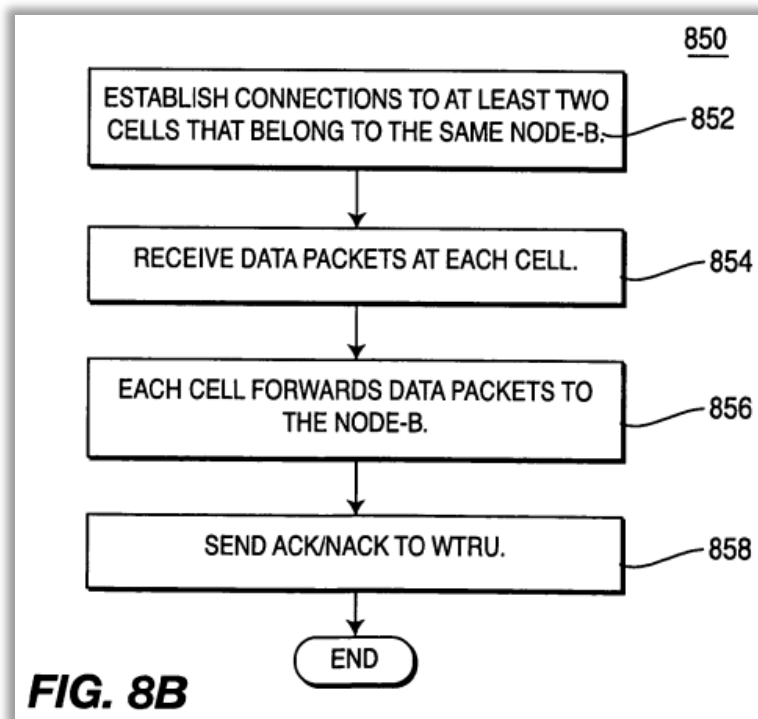 850
ESTABLISH CONNECTIONS TO AT LEAST TWO
CELLS THAT BELONG TO THE SAME NODE-B.
852
RECEIVE DATA PACKETS AT EACH CELL.
854
EACH CELL FORWARDS DATA PACKETS TO
THE NODE-B.
856
SEND ACK/NACK TO WTRU.
858
END
FIG. 8B